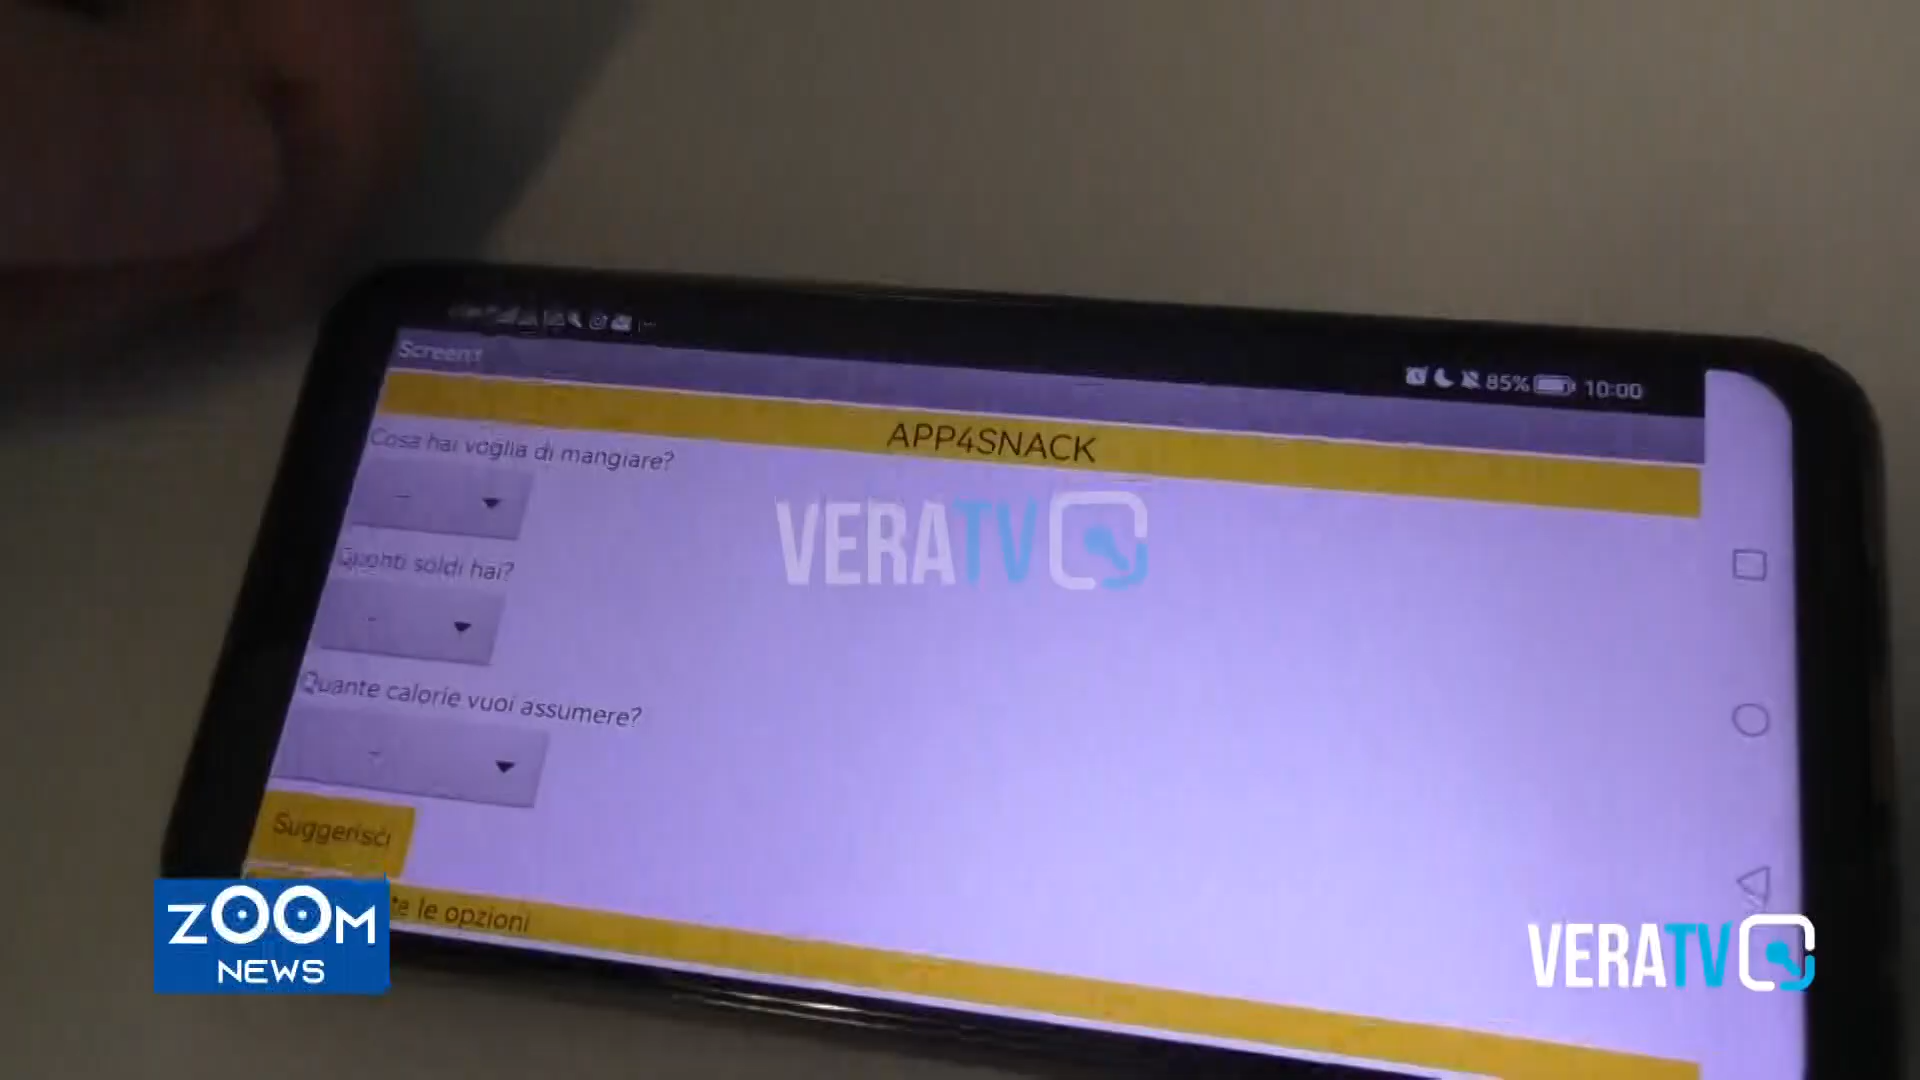 Screen1
85% 10:00
APP4SNACK
Cosa hai voglia di mangiare?
Quanti soldi hai?
Quante calorie vuoi assumere?
Suggerisci
le opzioni
VERATV
ZOOM
NEWS
VERATV